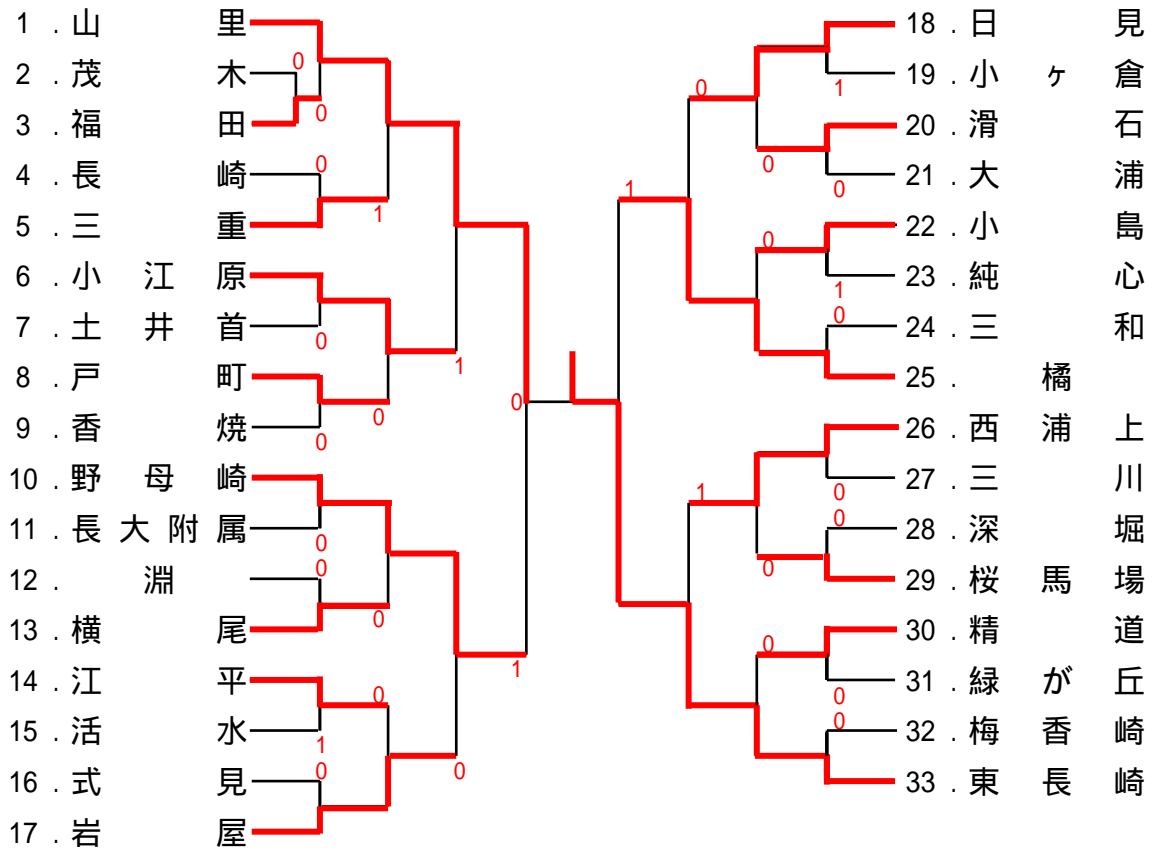 1 . 山里
2 . 茂木
3 . 福田
4 . 長崎
5 . 三重
6 . 小江原
7 . 土井首
8 . 戸町
9 . 香焼
10 . 野母崎
11 . 長大附属
12 . 淵
13 . 横尾
14 . 江平
15 . 活水
16 . 式見
17 . 岩屋
0
0
0
1
0
0
0
1
0
0
0
1
0
1
0
0
0
1
0
1
0
0
0
1
0
1
0
0
0
0
0
0
18 . 日見
19 . 小ヶ倉
20 . 滑石
21 . 大浦
22 . 小島
23 . 純心
24 . 三和
25 . 橘
26 . 西浦上
27 . 三川
28 . 深堀
29 . 桜馬場
30 . 精道
31 . 緑が丘
32 . 梅香崎
33 . 東長崎